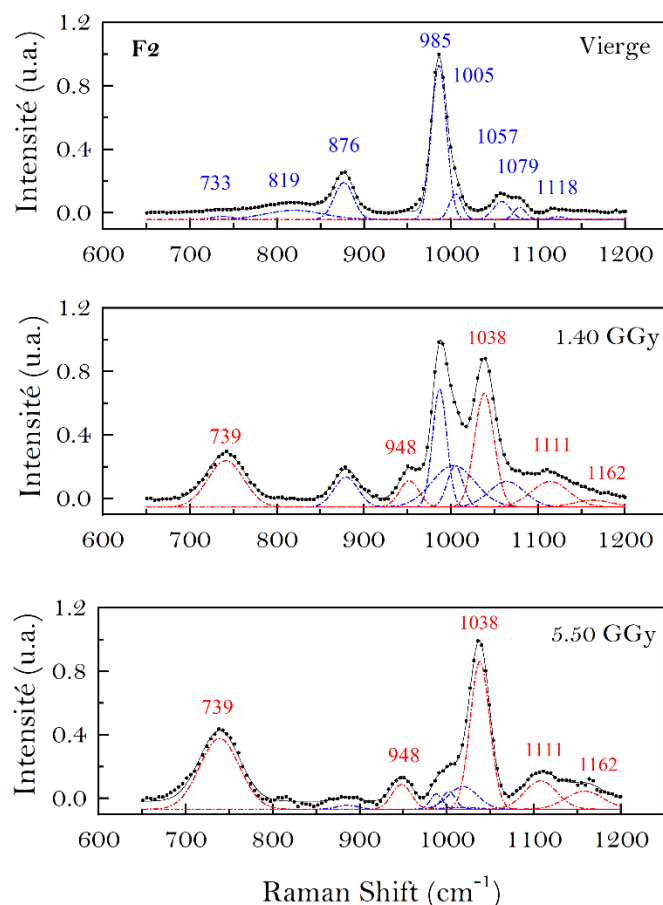 F2
Vierge
985
1005
876
1057
1079
733
819
1118
Intensité (u.a.)
1.2
0.8
0.4
0.0
600 700 800 900 1000 1100 1200
1.40 GGy
1038
739
948
1111
1162
Intensité (u.a.)
1.2
0.8
0.4
0.0
600 700 800 900 1000 1100 1200
5.50 GGy
1038
739
948
1111
1162
Intensité (u.a.)
1.2
0.8
0.4
0.0
600 700 800 900 1000 1100 1200
Raman Shift (cm⁻¹)